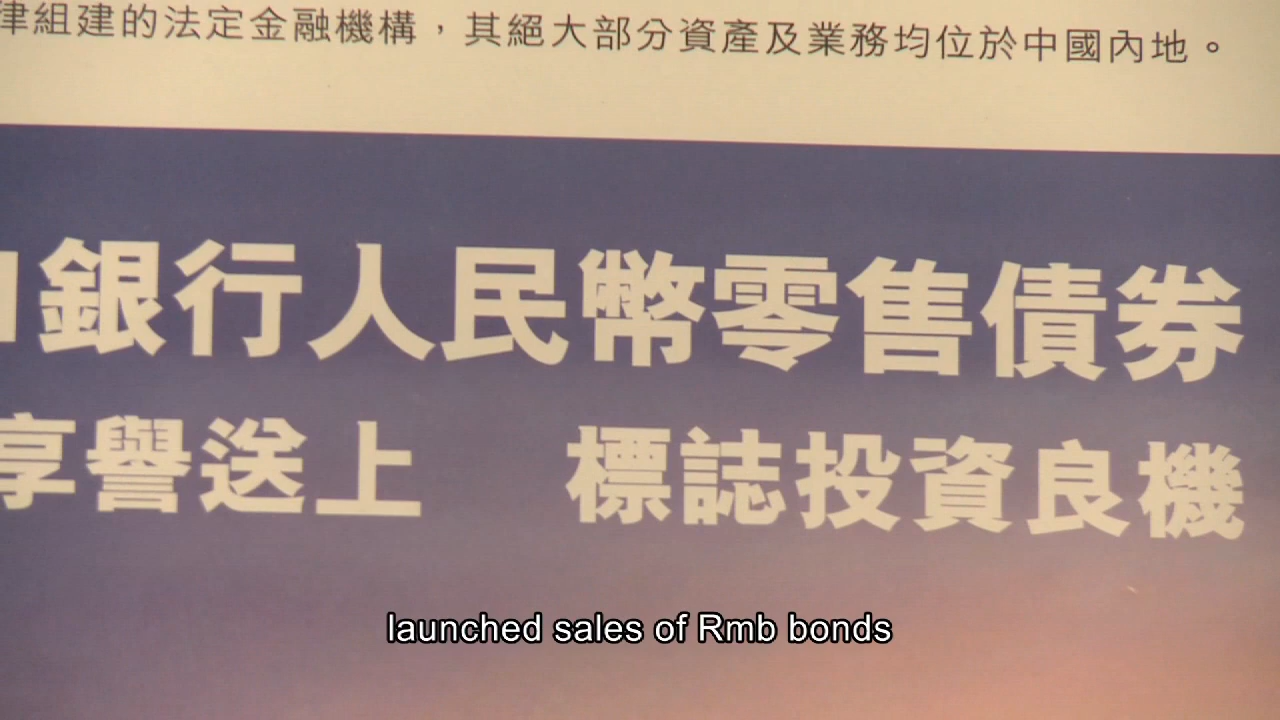 律組建的法定金融機構，其絕大部分資產及業務均位於中國內地。
銀行人民幣零售債券
享譽送上 標誌投資良機
launched sales of Rmb bonds